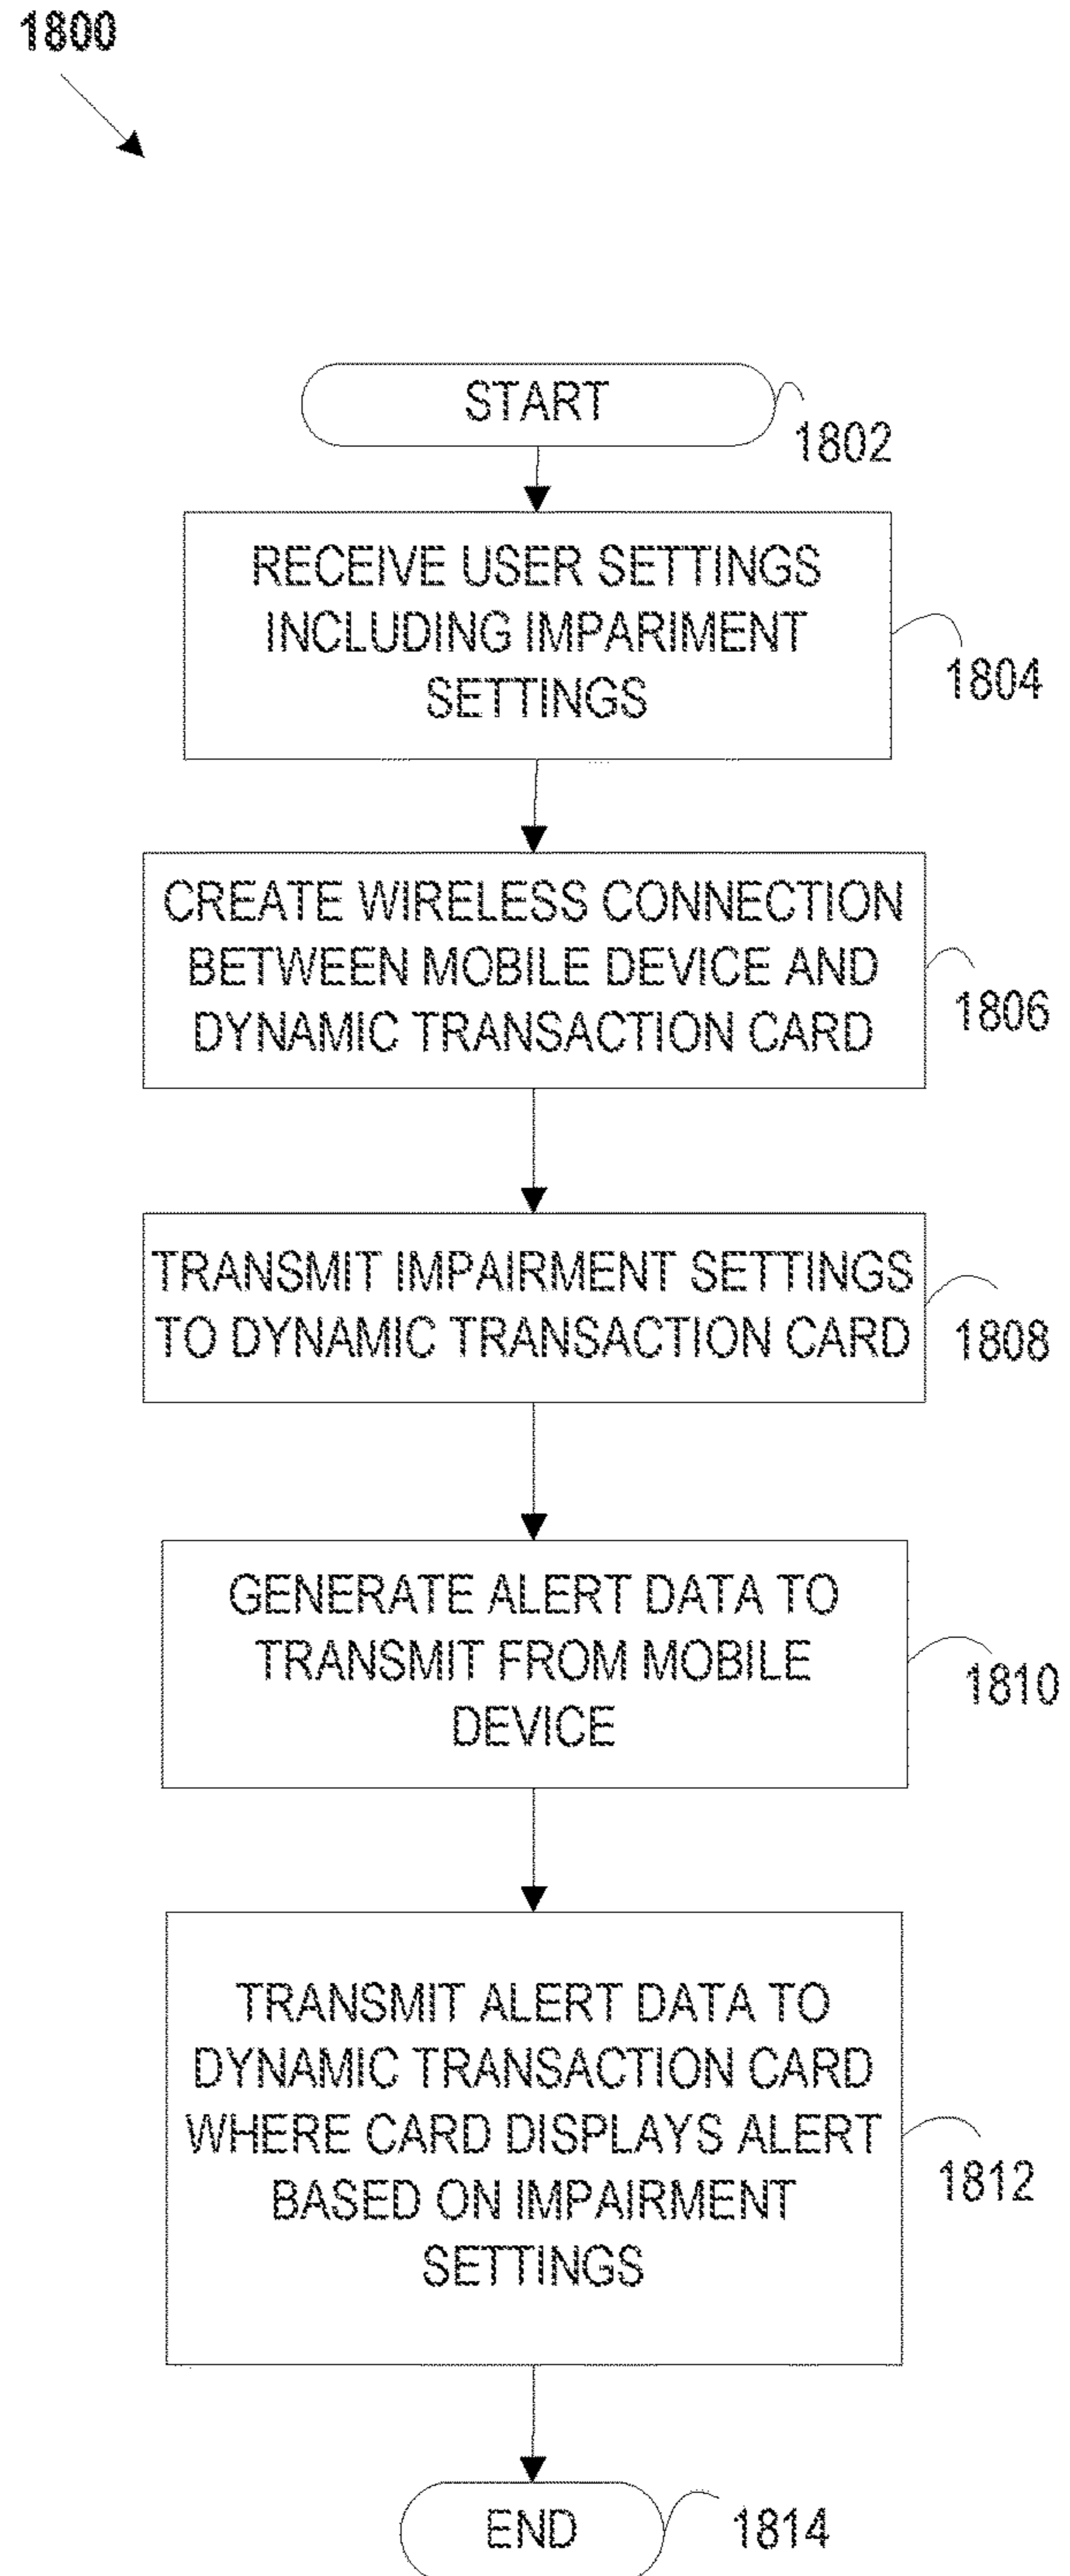 1800
START
1802
RECEIVE USER SETTINGS
INCLUDING IMPARIMENT
SETTINGS
1804
CREATE WIRELESS CONNECTION
BETWEEN MOBILE DEVICE AND
DYNAMIC TRANSACTION CARD
1806
TRANSMIT IMPAIRMENT SETTINGS
TO DYNAMIC TRANSACTION CARD
1808
GENERATE ALERT DATA TO
TRANSMIT FROM MOBILE
DEVICE
1810
TRANSMIT ALERT DATA TO
DYNAMIC TRANSACTION CARD
WHERE CARD DISPLAYS ALERT
BASED ON IMPAIRMENT
SETTINGS
1812
END
1814